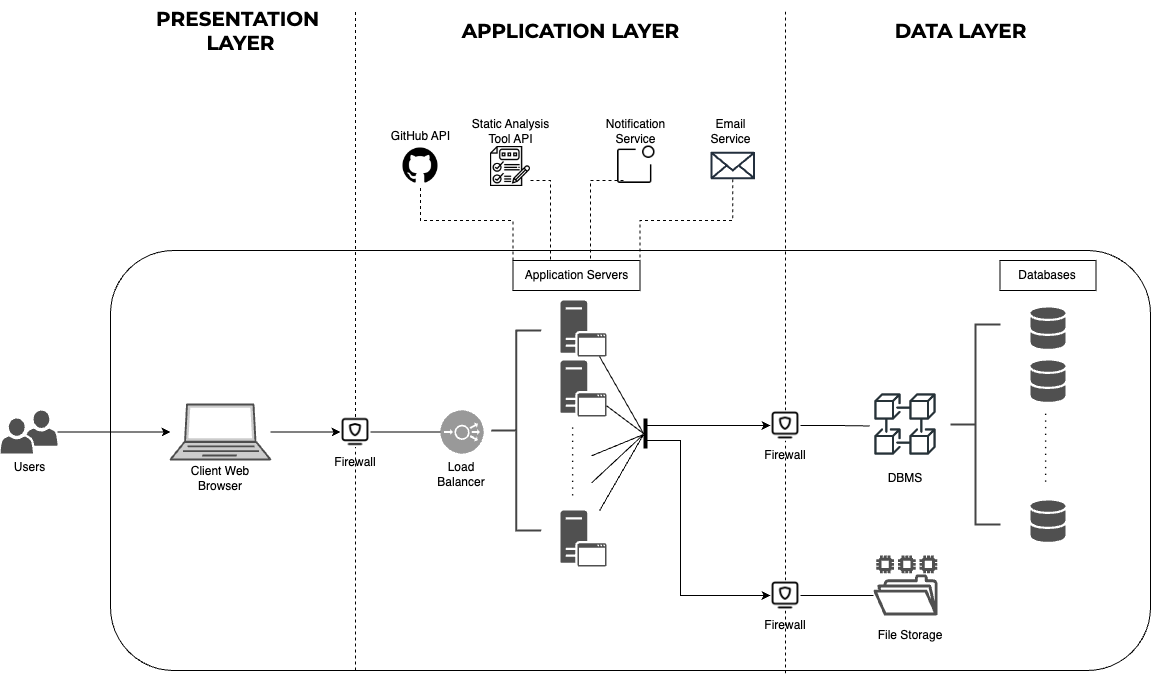 PRESENTATION
LAYER
APPLICATION LAYER
DATA LAYER
GitHub API
Static Analysis
Tool API
Notification
Service
Email
Service
Application Servers
Databases
Users
Client Web
Browser
Firewall
Load
Balancer
Firewall
DBMS
Firewall
File Storage